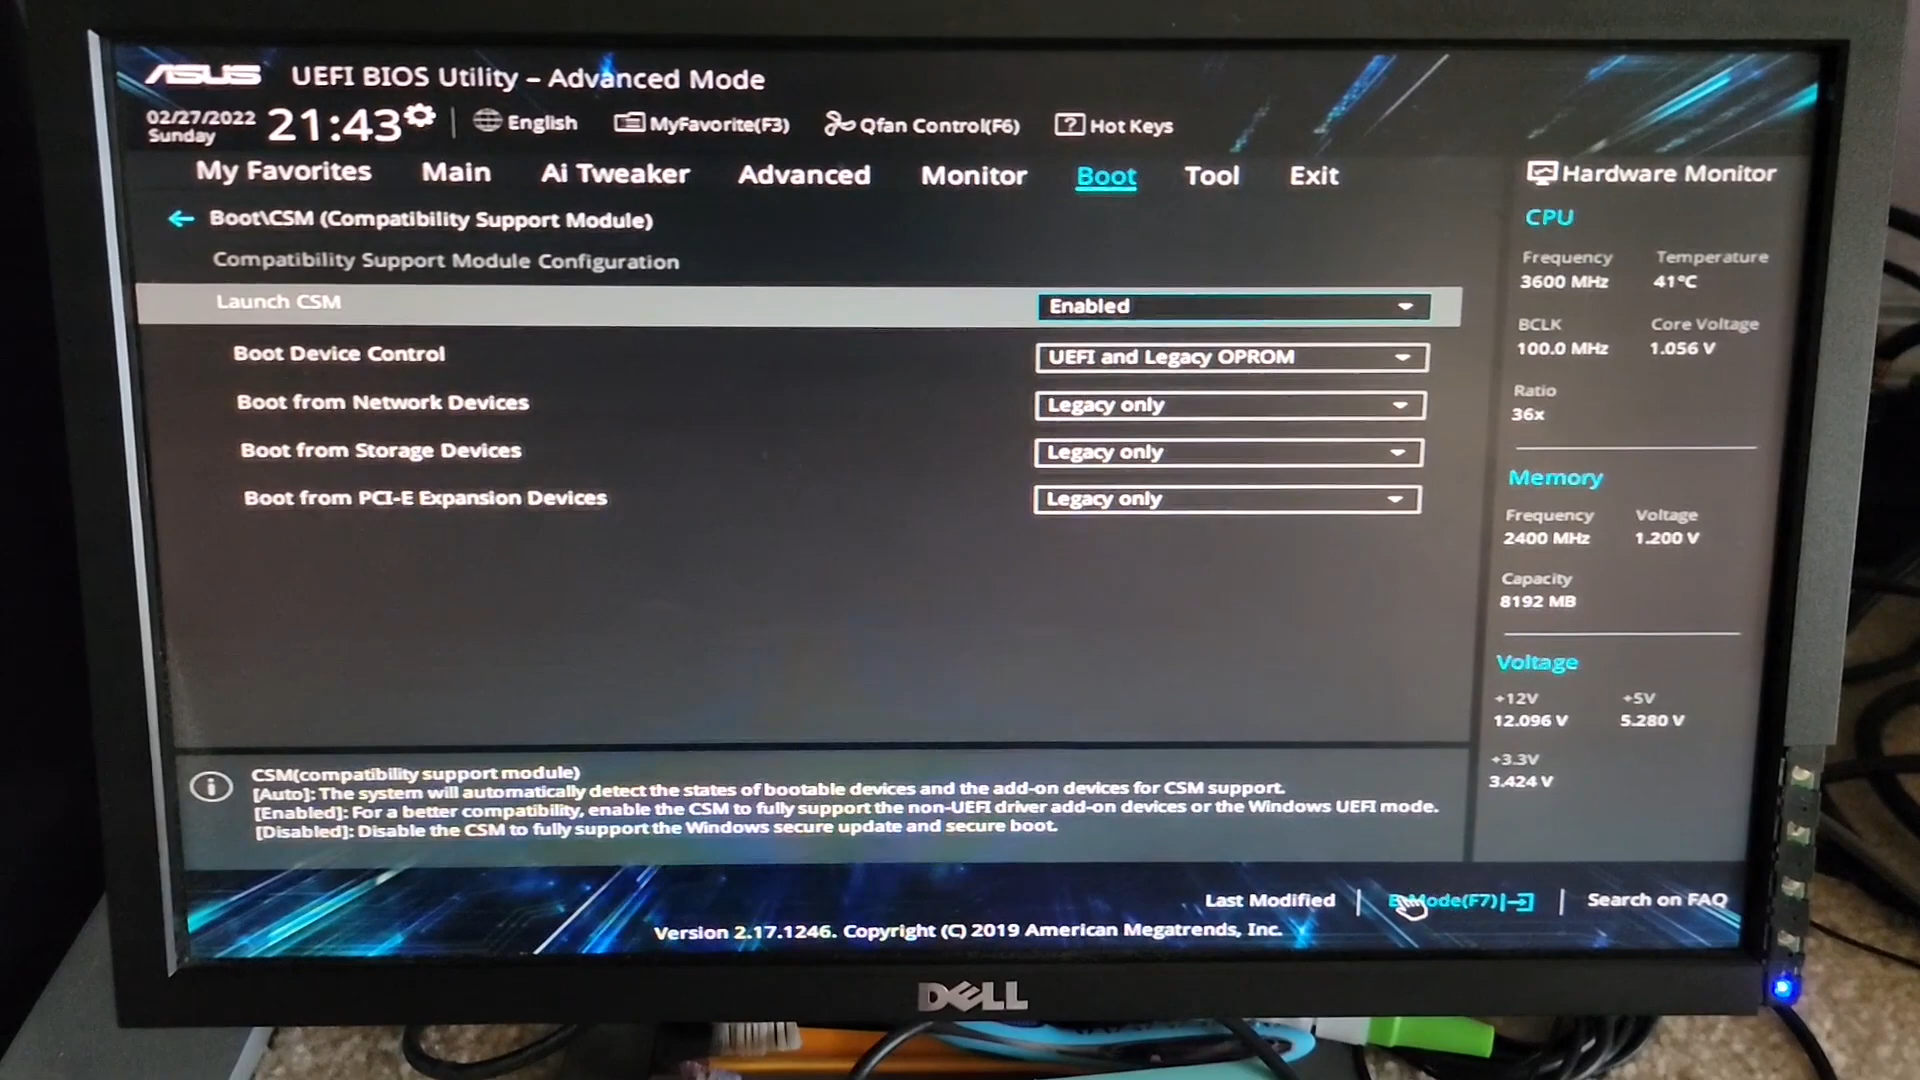 ASUS UEFI BIOS Utility – Advanced Mode
02/27/2022 Sunday 21:43 English MyFavorite(F3) Qfan Control(F6) ? Hot Keys
My Favorites Main Ai Tweaker Advanced Monitor Boot Tool Exit
Boot\CSM (Compatibility Support Module)
Compatibility Support Module Configuration
Launch CSM Enabled
Boot Device Control UEFI and Legacy OPROM
Boot from Network Devices Legacy only
Boot from Storage Devices Legacy only
Boot from PCI-E Expansion Devices Legacy only
Hardware Monitor
CPU
Frequency Temperature
3600 MHz 41°C
BCLK Core Voltage
100.0 MHz 1.056 V
Ratio
36x
Memory
Frequency Voltage
2400 MHz 1.200 V
Capacity
8192 MB
Voltage
+12V +5V
12.096 V 5.280 V
+3.3V
3.424 V
CSM(compatibility support module)
[Auto]: The system will automatically detect the states of bootable devices and the add-on devices for CSM support.
[Enabled]: For a better compatibility, enable the CSM to fully support the non-UEFI driver add-on devices or the Windows UEFI mode.
[Disabled]: Disable the CSM to fully support the Windows secure update and secure boot.
Last Modified Mode(F7) Search on FAQ
Version 2.17.1246. Copyright (C) 2019 American Megatrends, Inc.
DELL